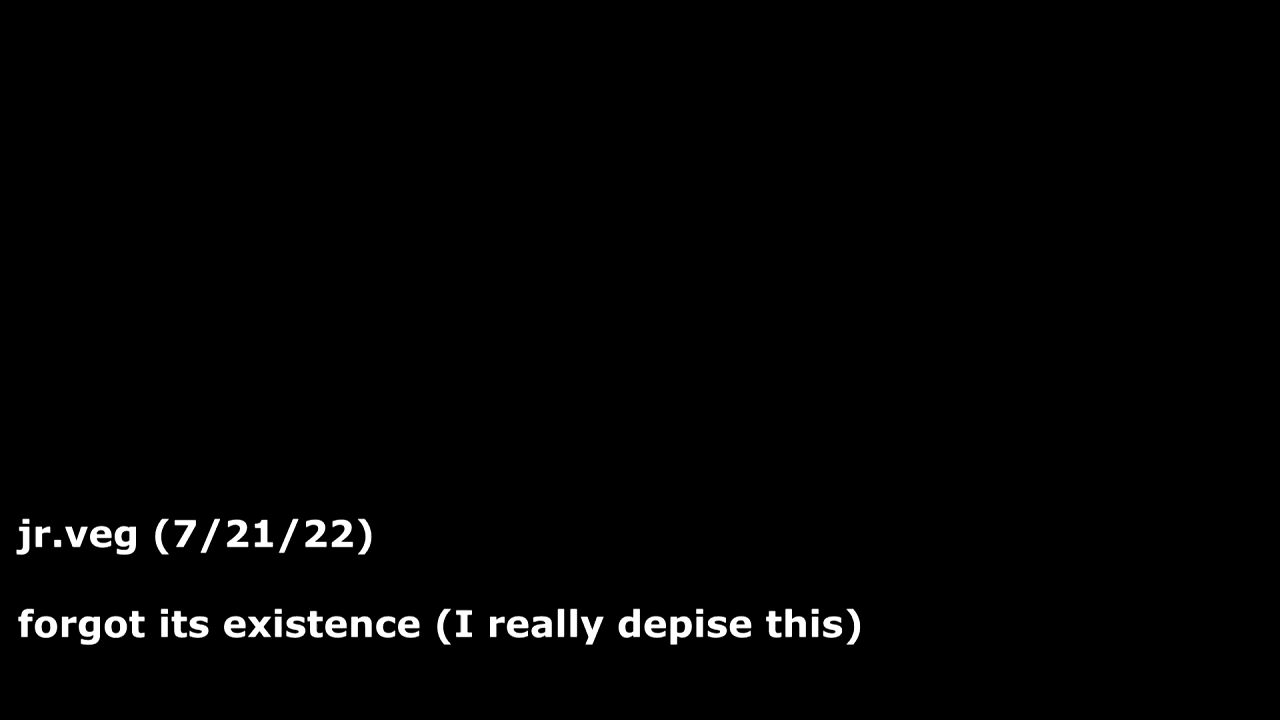 jr.veg (7/21/22)
forgot its existence (I really depise this)